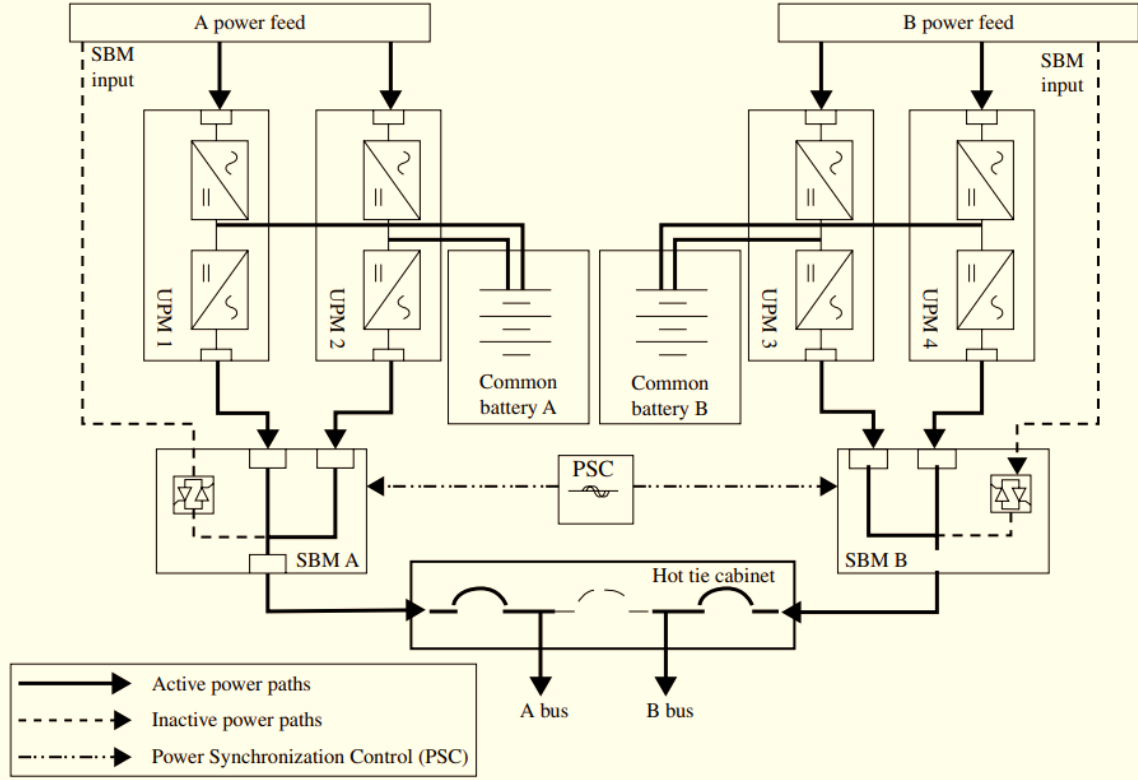 A power feed
B power feed
SBM
input
SBM
input
UPM 1
UPM 2
UPM 3
UPM 4
Common
battery A
Common
battery B
PSC
SBM A
SBM B
Hot tie cabinet
A bus
B bus
Active power paths
Inactive power paths
Power Synchronization Control (PSC)